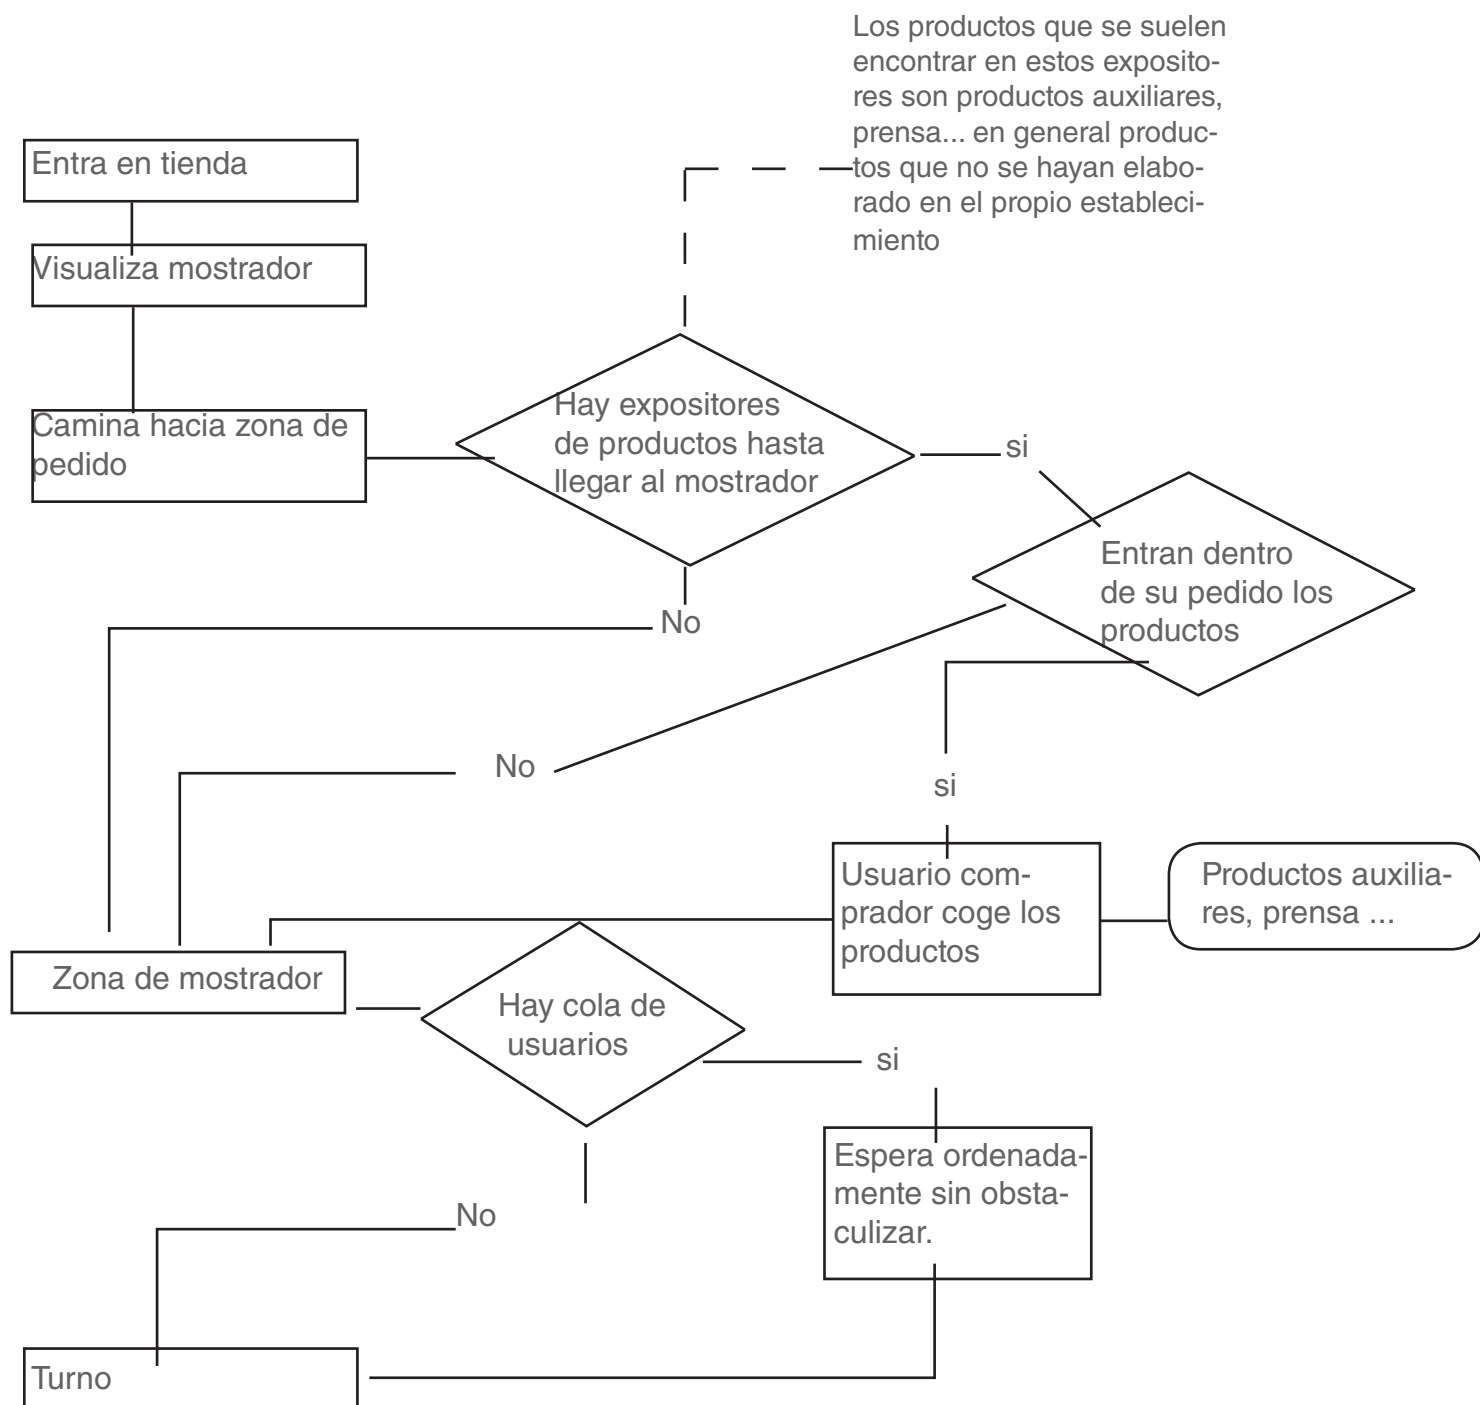 Los productos que se suelen
encontrar en estos exposito-
res son productos auxiliares,
prensa... en general produc-
tos que no se hayan elabo-
rado en el propio estableci-
miento
Entra en tienda
Visualiza mostrador
Camina hacia zona de
pedido
Hay expositores
de productos hasta
llegar al mostrador
si
Entran dentro
de su pedido los
productos
No
No
si
Usuario com-
prador coge los
productos
Productos auxilia-
res, prensa ...
Zona de mostrador
Hay cola de
usuarios
si
Espera ordenada-
mente sin obsta-
culizar.
No
Turno